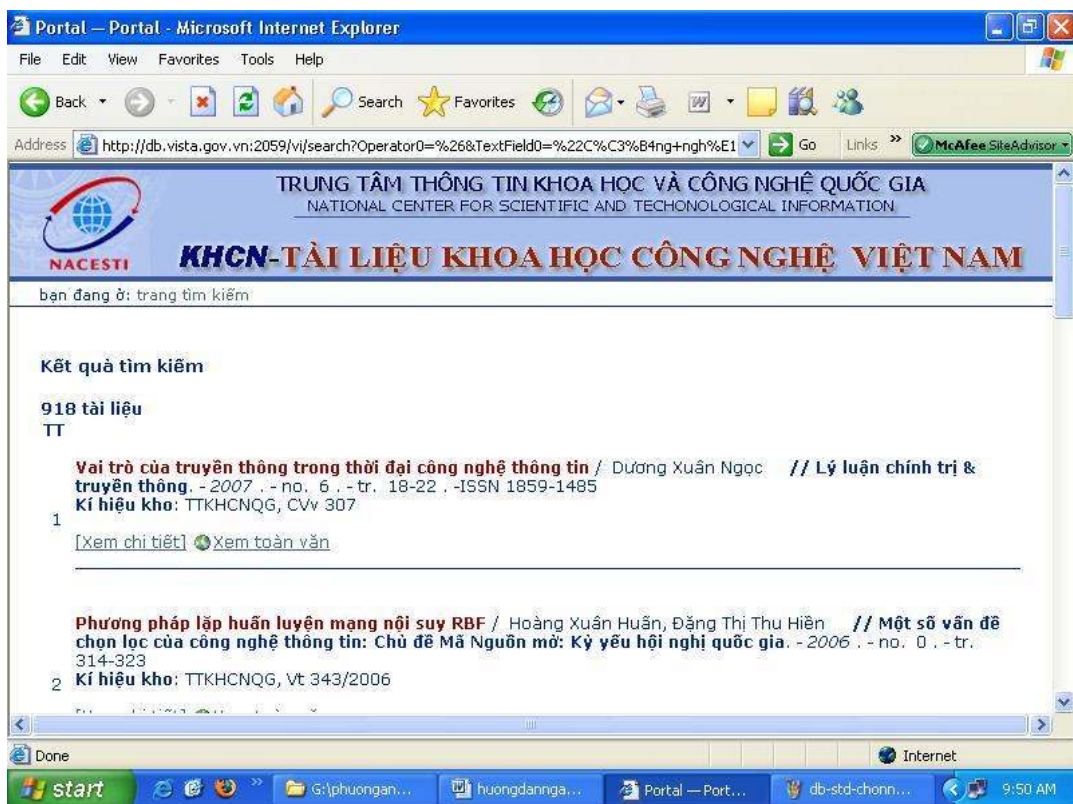 Portal — Portal - Microsoft Internet Explorer
File Edit View Favorites Tools Help
Back Search Favorites
Address http://db.vista.gov.vn:2059/vi/search?Operator0=%26&TextField0=%22C%C3%B4ng+ngh%E1 Go Links » McAfee SiteAdvisor
TRUNG TÂM THÔNG TIN KHOA HỌC VÀ CÔNG NGHỆ QUỐC GIA
NATIONAL CENTER FOR SCIENTIFIC AND TECHONOLOGICAL INFORMATION
NACESTI
KHCN-TÀI LIỆU KHOA HỌC CÔNG NGHỆ VIỆT NAM
bạn đang ở: trang tìm kiếm
Kết quả tìm kiếm
918 tài liệu
TT
Vai trò của truyền thông trong thời đại công nghệ thông tin / Dương Xuân Ngọc // Lý luận chính trị &
truyền thông. - 2007 . - no. 6 . - tr. 18-22 . -ISSN 1859-1485
Kí hiệu kho: TTKHCNQG, CVv 307
1
[Xem chi tiết] Xem toàn văn
Phương pháp lặp huấn luyện mạng nội suy RBF / Hoàng Xuân Huấn, Đặng Thị Thu Hiền // Một số vấn đề
chọn lọc của công nghệ thông tin: Chủ đề Mã Nguồn mở: Kỷ yếu hội nghị quốc gia. - 2006 . - no. 0 . - tr.
314-323
2 Kí hiệu kho: TTKHCNQG, Vt 343/2006
Done Internet
start » G:\phuongan... huongdannga... Portal — Port... db-std-chonn... 9:50 AM